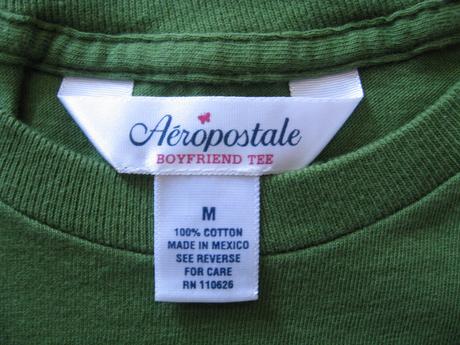 Aéropostale
BOYFRIEND TEE
M
100% COTTON
MADE IN MEXICO
SEE REVERSE
FOR CARE
RN 110626